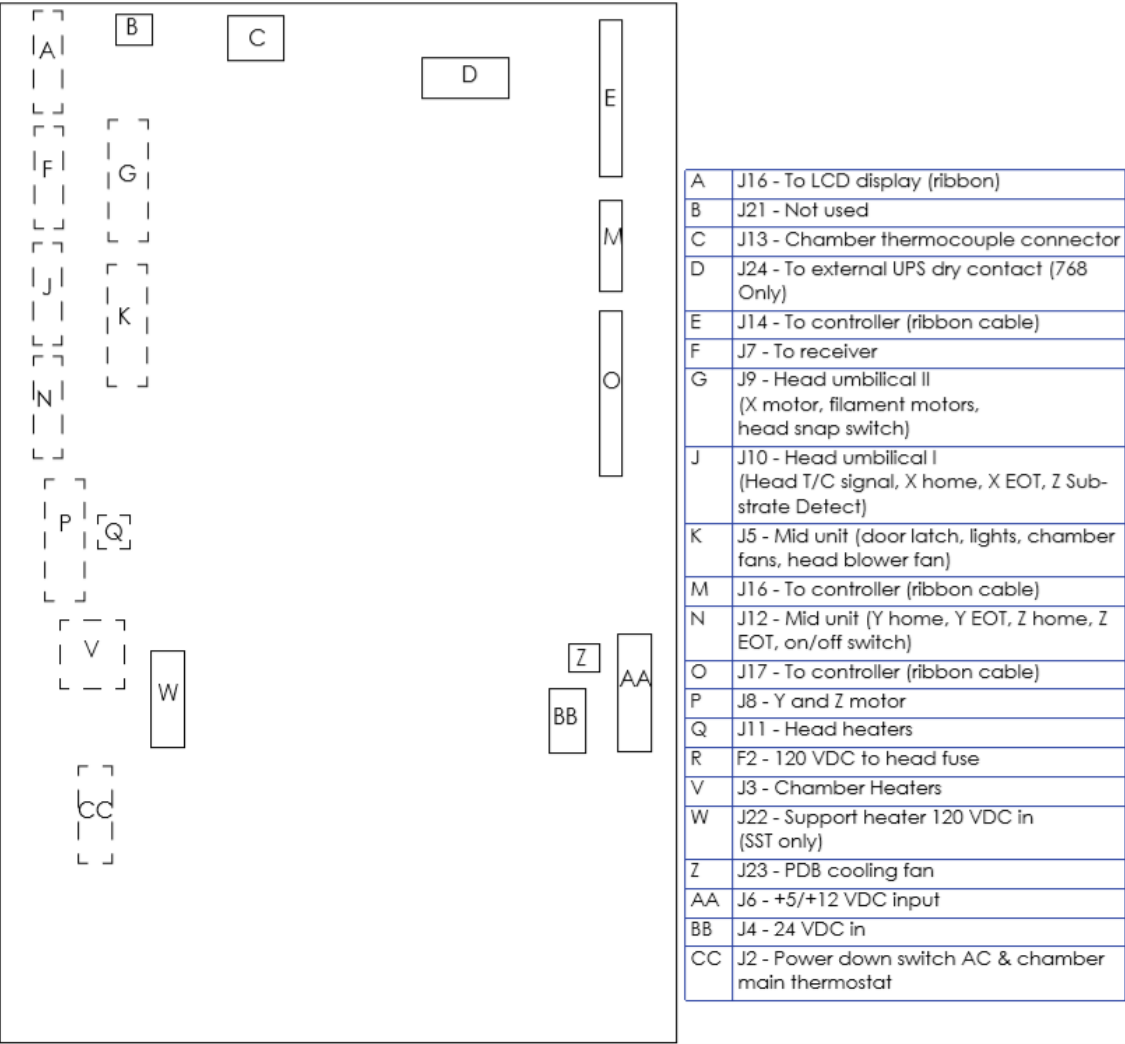 A
B
C
D
E
F
G
M
J
K
O
N
P
Q
V
W
Z
AA
BB
CC
A J16 - To LCD display (ribbon)
B J21 - Not used
C J13 - Chamber thermocouple connector
D J24 - To external UPS dry contact (768
Only)
E J14 - To controller (ribbon cable)
F J7 - To receiver
G J9 - Head umbilical II
(X motor, filament motors,
head snap switch)
J J10 - Head umbilical I
(Head T/C signal, X home, X EOT, Z Sub-
strate Detect)
K J5 - Mid unit (door latch, lights, chamber
fans, head blower fan)
M J16 - To controller (ribbon cable)
N J12 - Mid unit (Y home, Y EOT, Z home, Z
EOT, on/off switch)
O J17 - To controller (ribbon cable)
P J8 - Y and Z motor
Q J11 - Head heaters
R F2 - 120 VDC to head fuse
V J3 - Chamber Heaters
W J22 - Support heater 120 VDC in
(SST only)
Z J23 - PDB cooling fan
AA J6 - +5/+12 VDC input
BB J4 - 24 VDC in
CC J2 - Power down switch AC & chamber
main thermostat